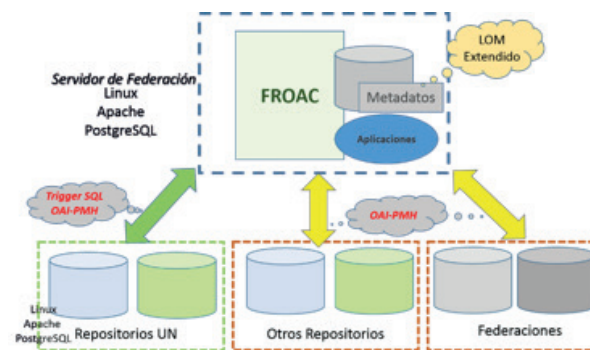 LOM
Extendido
Servidor de Federación
Linux
Apache
PostgreSQL
FROAC
Metadatos
Aplicaciones
Trigger SQL
OAI-PMH
OAI-PMH
Linux
Apache
PostgreSQL
Repositorios UN
Otros Repositorios
Federaciones